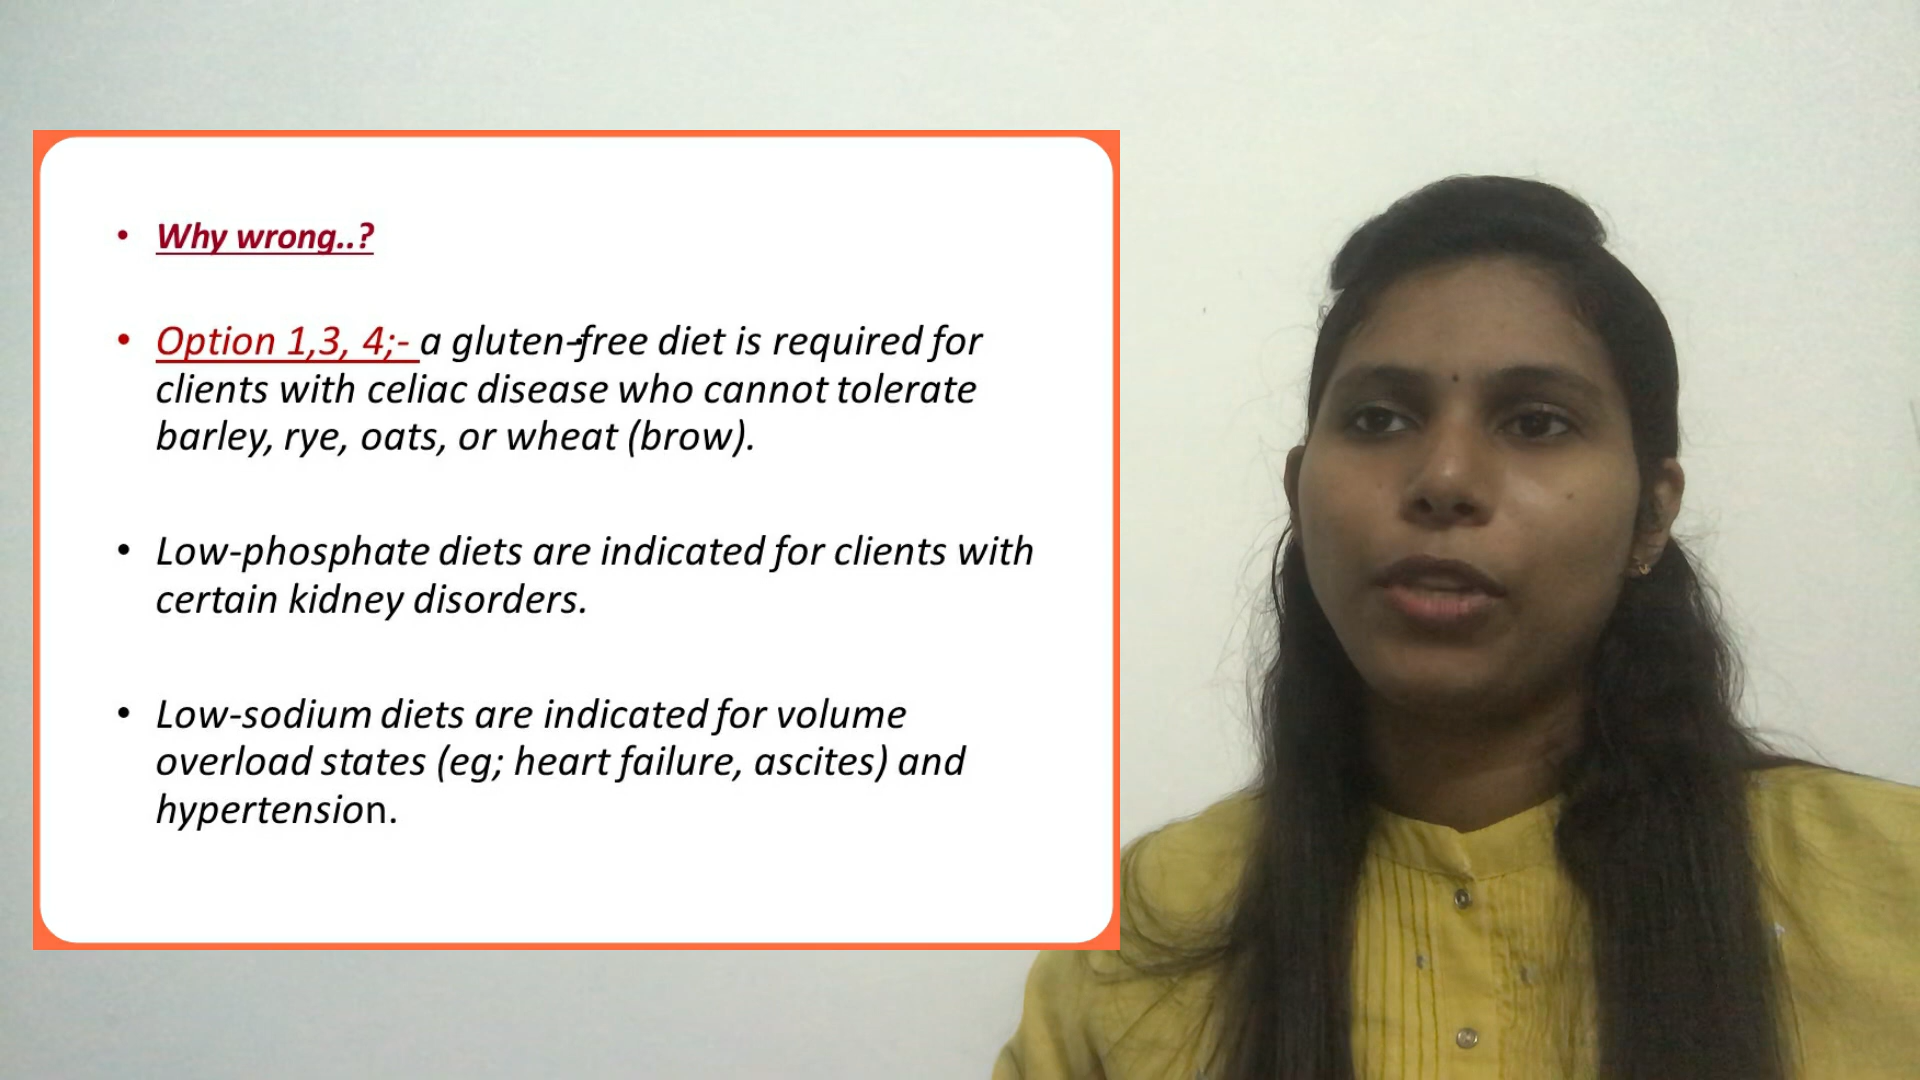 • Why wrong..?
• Option 1,3, 4;- a gluten-free diet is required for
clients with celiac disease who cannot tolerate
barley, rye, oats, or wheat (brow).
• Low-phosphate diets are indicated for clients with
certain kidney disorders.
• Low-sodium diets are indicated for volume
overload states (eg; heart failure, ascites) and
hypertension.